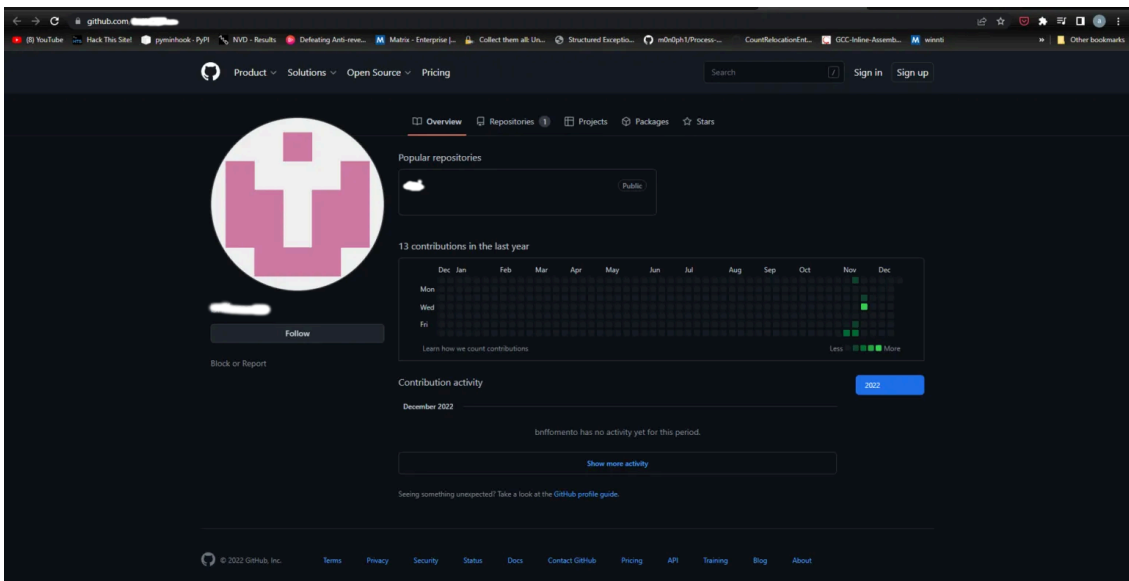 github.com
(8) YouTube Hack This Site! pyminhook · PyPI NVD - Results Defeating Anti-reve... Matrix - Enterprise |... Collect them all: Un... Structured Exceptio... m0n0ph1/Process-... CountRelocationEnt... GCC-Inline-Assemb... winnti » Other bookmarks
Product Solutions Open Source Pricing Search / Sign in Sign up
Overview Repositories 1 Projects Packages Stars
Popular repositories
Public
13 contributions in the last year
Dec Jan Feb Mar Apr May Jun Jul Aug Sep Oct Nov Dec
Mon
Wed
Fri
Learn how we count contributions Less More
Follow
Block or Report
Contribution activity
2022
December 2022
bnffomento has no activity yet for this period.
Show more activity
Seeing something unexpected? Take a look at the GitHub profile guide.
© 2022 GitHub, Inc. Terms Privacy Security Status Docs Contact GitHub Pricing API Training Blog About